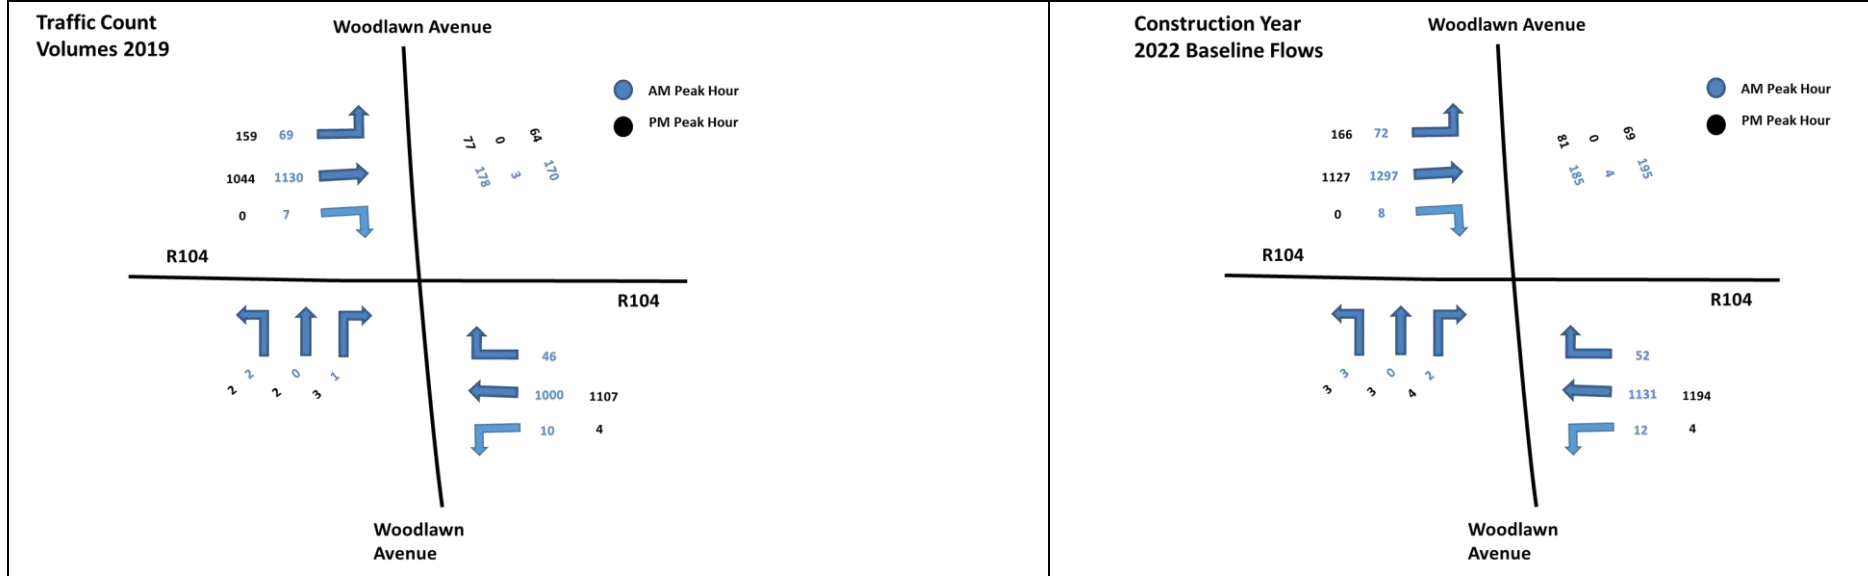 Traffic Count
Volumes 2019
Woodlawn Avenue
AM Peak Hour
PM Peak Hour
159 69
77 0 64
1044 1130
178 3 170
0 7
R104
R104
46
2 0 1
2 2 3
1000 1107
10 4
Woodlawn
Avenue
Construction Year
2022 Baseline Flows
Woodlawn Avenue
AM Peak Hour
PM Peak Hour
166 72
81 0 69
1127 1297
185 4 195
0 8
R104
R104
52
3 0 2
3 3 4
1131 1194
12 4
Woodlawn
Avenue